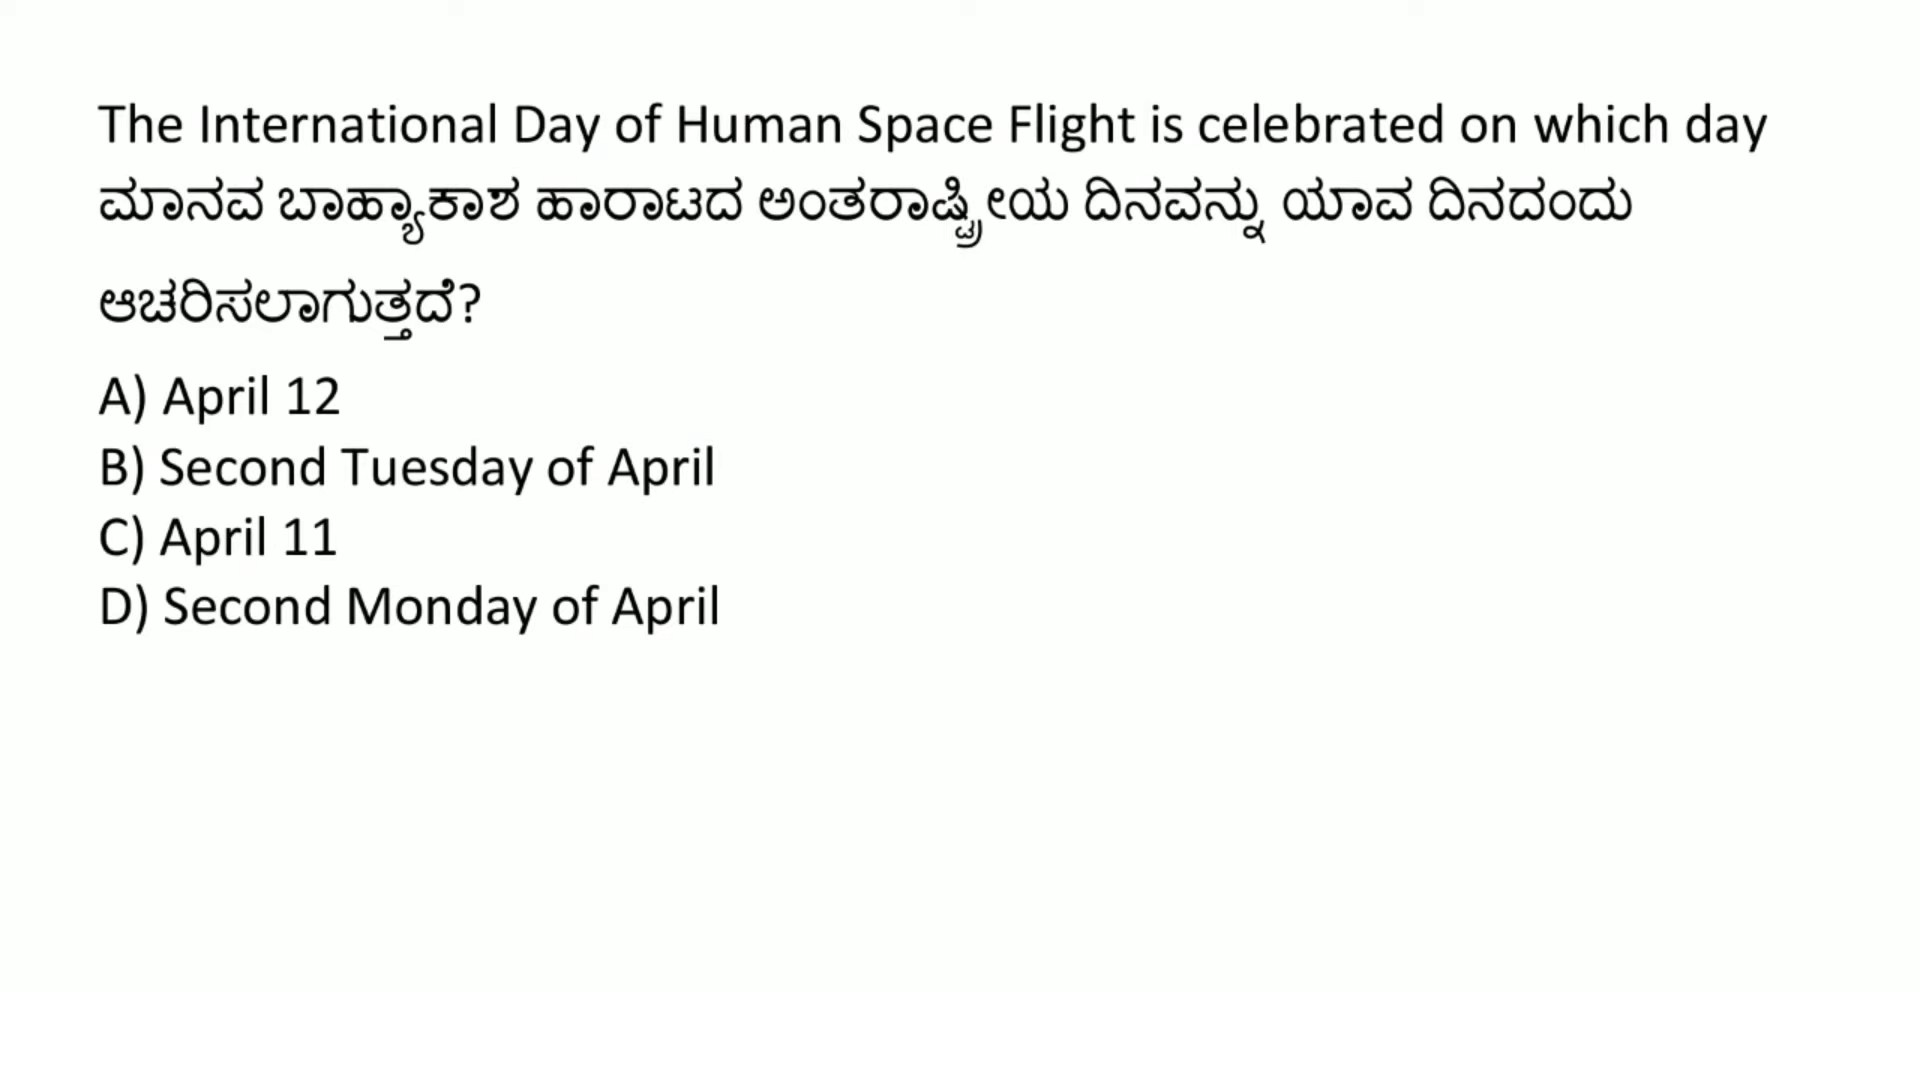 The International Day of Human Space Flight is celebrated on which day
ಮಾನವ ಬಾಹ್ಯಾಕಾಶ ಹಾರಾಟದ ಅಂತರಾಷ್ಟ್ರೀಯ ದಿನವನ್ನು ಯಾವ ದಿನದಂದು
ಆಚರಿಸಲಾಗುತ್ತದೆ?
A) April 12
B) Second Tuesday of April
C) April 11
D) Second Monday of April